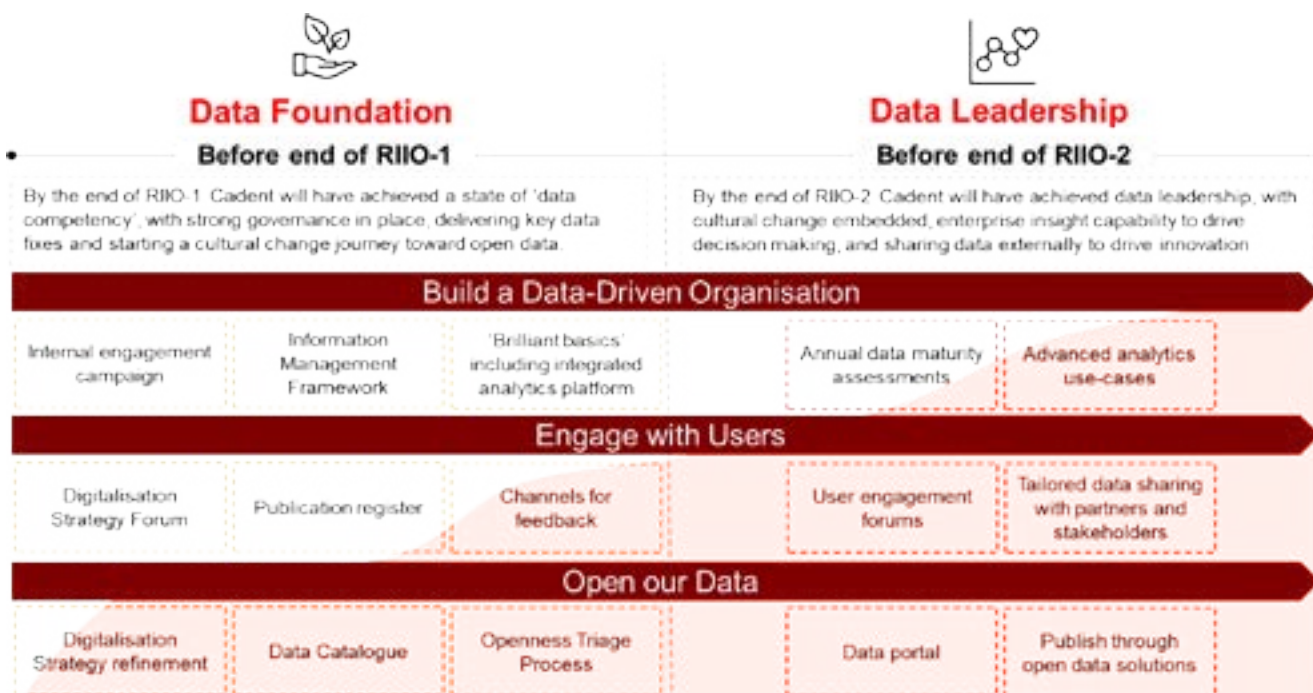 Data Foundation
Before end of RIIO-1
By the end of RIIO-1 Cadent will have achieved a state of 'data
competency', with strong governance in place, delivering key data
fixes and starting a cultural change journey toward open data.
Data Leadership
Before end of RIIO-2
By the end of RIIO-2 Cadent will have achieved data leadership, with
cultural change embedded, enterprise insight capability to drive
decision making, and sharing data externally to drive innovation
Build a Data-Driven Organisation
Internal engagement
campaign
Information
Management
Framework
'Brilliant basics'
including integrated
analytics platform
Annual data maturity
assessments
Advanced analytics
use-cases
Engage with Users
Digitalisation
Strategy Forum
Publication register
Channels for
feedback
User engagement
forums
Tailored data sharing
with partners and
stakeholders
Open our Data
Digitalisation
Strategy refinement
Data Catalogue
Openness Triage
Process
Data portal
Publish through
open data solutions